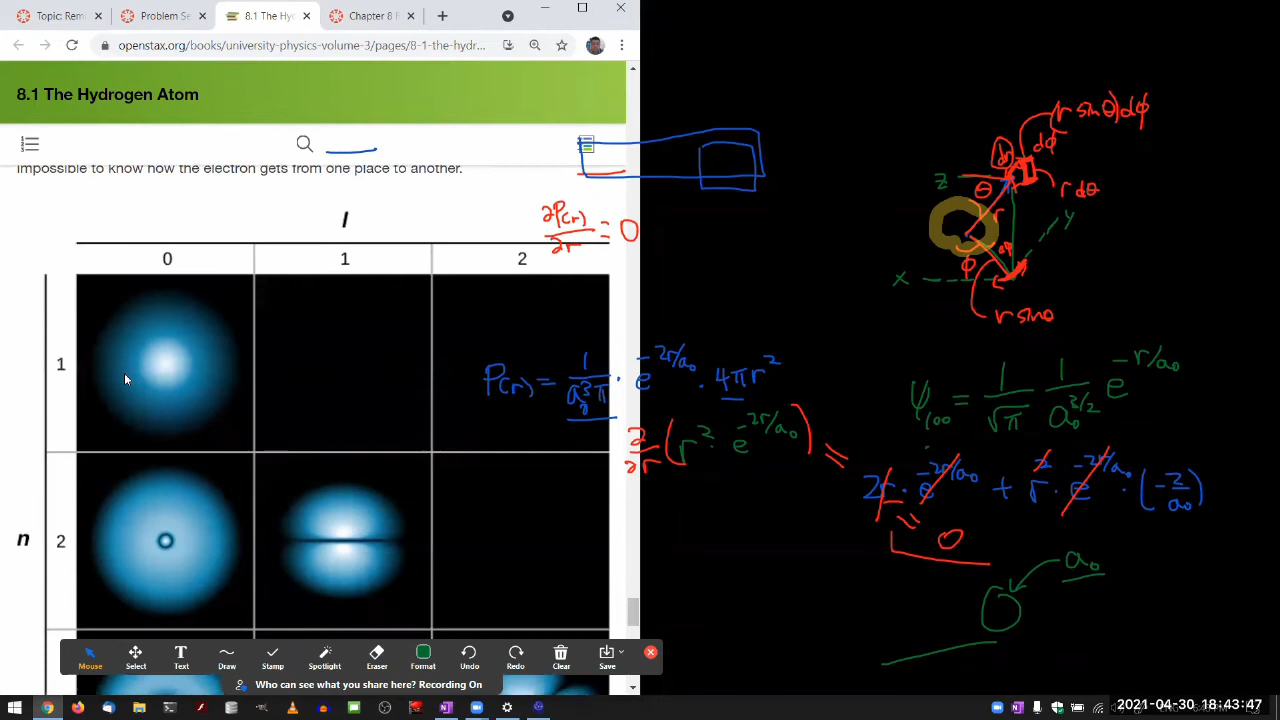 Topic Rem
Problem Se
8.1 The Hy
Chapter 8 F
openstax.org/books/university-physics-volume-3/pages/8-1-the-hydr...
8.1 The Hydrogen Atom
impossible to know how the electron gets from one place to another.
l
0 1 2
1
n 2
∂P(r)/∂r = 0
P(r) = 1/(a₀³π) · e^(-2r/a₀) · 4πr²
∂/∂r (r² · e^(-2r/a₀)) =
2r · e^(-2r/a₀) + r² · e^(-2r/a₀) · (-2/a₀)
= 0
r sinθ)dϕ
dr
dϕ
z
θ
r dθ
r
y
dϕ
ϕ
x
r sinθ
ψ₁₀₀ = 1/√π 1/a₀^(3/2) e^(-r/a₀)
a₀
Mouse Select Text Draw Stamp Spotlight Eraser Format Undo Redo Clear Save
Who can see what you share here? Recording On
2021-04-30 18:43:47